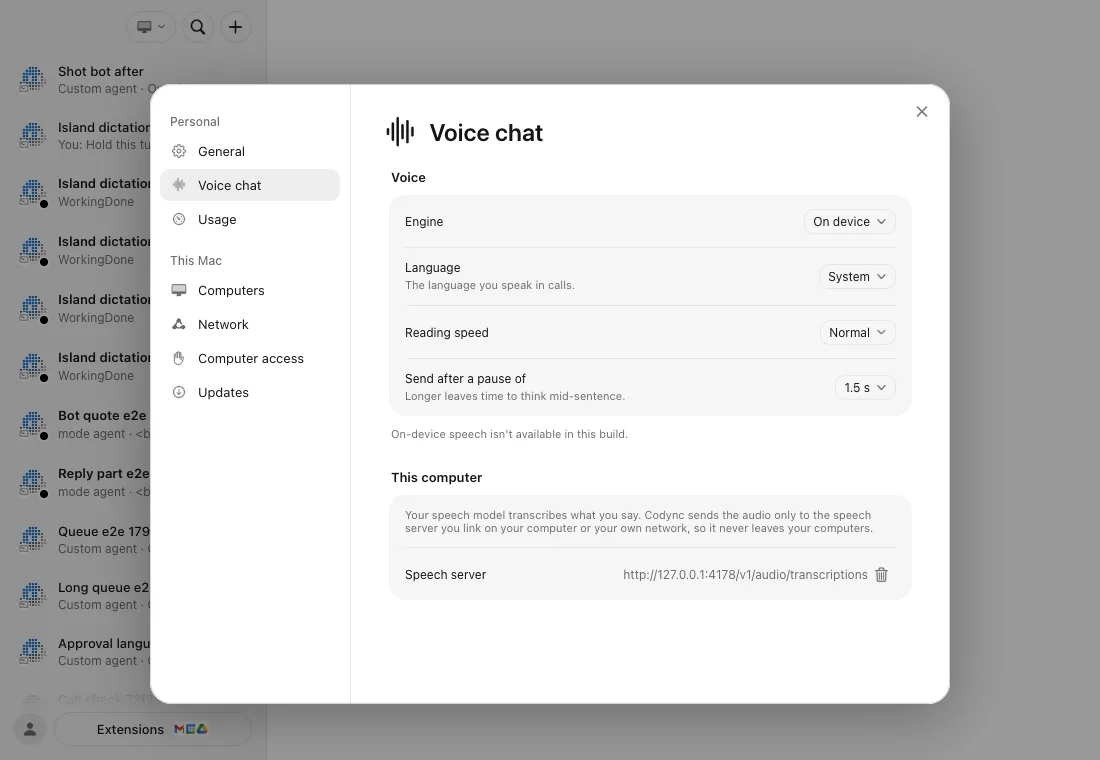 Shot bot after
Custom agent ·
Island dictation
You: Hold this
Island dictation
WorkingDone
Island dictation
WorkingDone
Island dictation
WorkingDone
Island dictation
WorkingDone
Bot quote e2e
mode agent · <b
Reply part e2e
mode agent · <b
Queue e2e 179
Custom agent ·
Long queue e2
Custom agent ·
Approval langu
Custom agent ·
Extensions
Personal
General
Voice chat
Usage
This Mac
Computers
Network
Computer access
Updates
Voice chat
Voice
Engine
On device
Language
The language you speak in calls.
System
Reading speed
Normal
Send after a pause of
Longer leaves time to think mid-sentence.
1.5 s
On-device speech isn't available in this build.
This computer
Your speech model transcribes what you say. Codync sends the audio only to the speech
server you link on your computer or your own network, so it never leaves your computers.
Speech server
http://127.0.0.1:4178/v1/audio/transcriptions